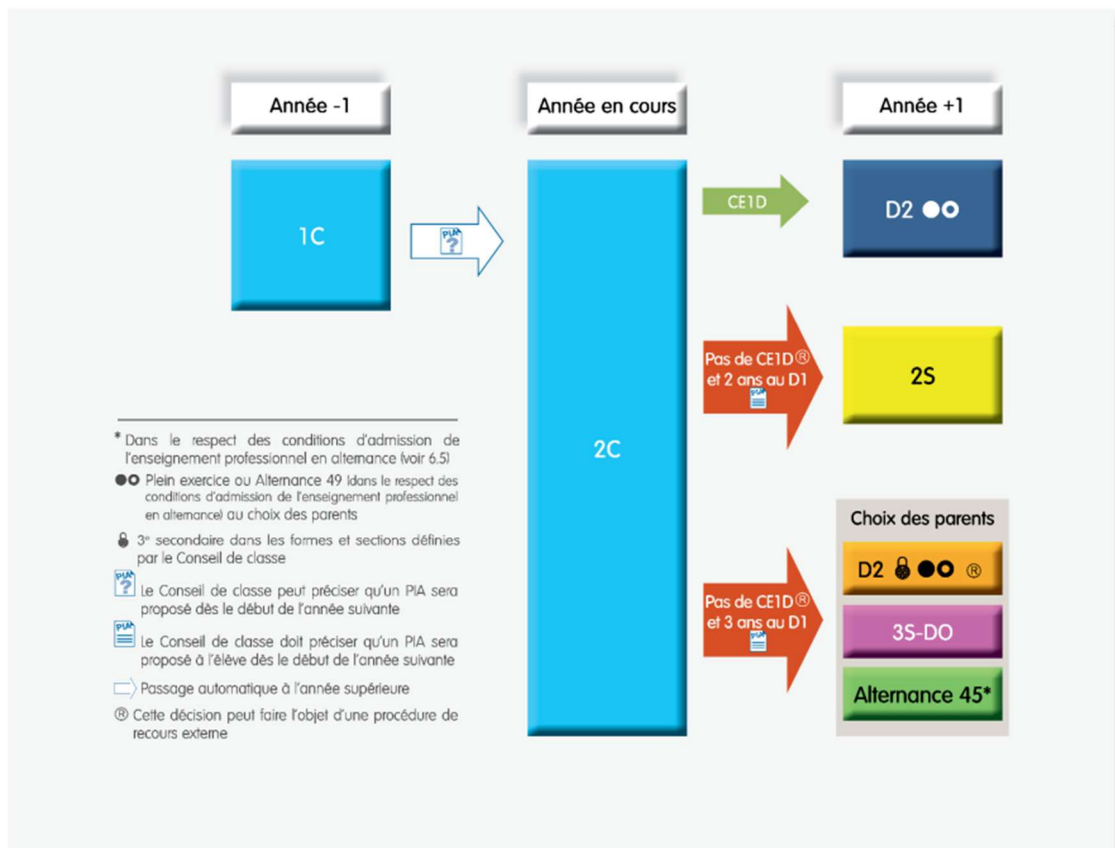 Année -1
Année en cours
Année +1
1C
PIA
?
2C
CE1D
D2
Pas de CE1D ®
et 2 ans au D1
PIA
2S
Pas de CE1D ®
et 3 ans au D1
PIA
Choix des parents
D2 ®
3S-DO
Alternance 45*
* Dans le respect des conditions d'admission de
l'enseignement professionnel en alternance (voir 6.5)
Plein exercice ou Alternance 49 (dans le respect des
conditions d'admission de l'enseignement professionnel
en alternance) au choix des parents
3e secondaire dans les formes et sections définies
par le Conseil de classe
PIA
?
Le Conseil de classe peut préciser qu'un PIA sera
proposé dès le début de l'année suivante
PIA
Le Conseil de classe doit préciser qu'un PIA sera
proposé à l'élève dès le début de l'année suivante
Passage automatique à l'année supérieure
® Cette décision peut faire l'objet d'une procédure de
recours externe